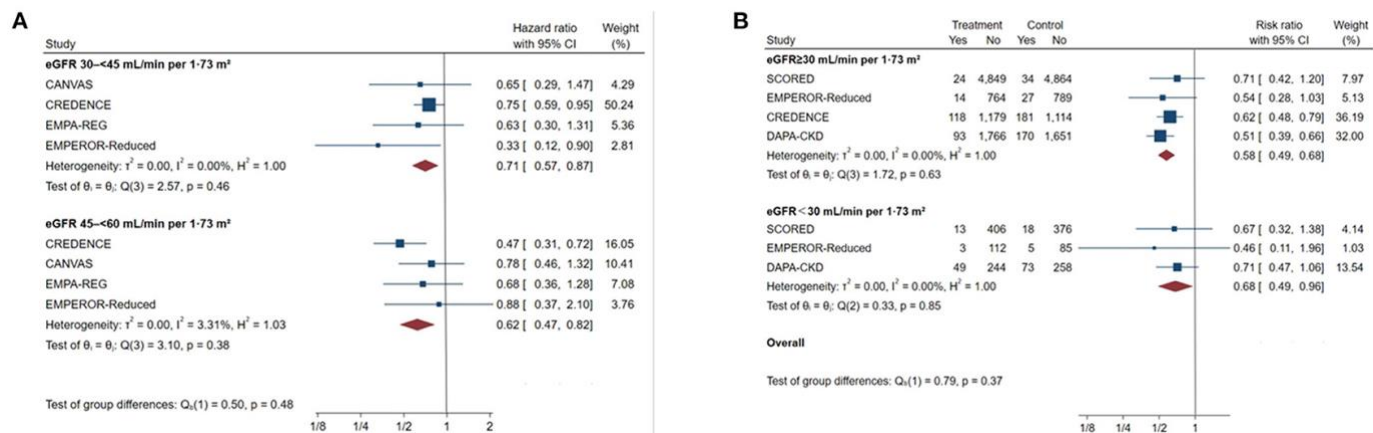 A
Hazard ratio Weight
Study with 95% CI (%)
eGFR 30–<45 mL/min per 1·73 m²
CANVAS 0.65 [ 0.29, 1.47] 4.29
CREDENCE 0.75 [ 0.59, 0.95] 50.24
EMPA-REG 0.63 [ 0.30, 1.31] 5.36
EMPEROR-Reduced 0.33 [ 0.12, 0.90] 2.81
Heterogeneity: τ² = 0.00, I² = 0.00%, H² = 1.00 0.71 [ 0.57, 0.87]
Test of θᵢ = θⱼ: Q(3) = 2.57, p = 0.46
eGFR 45–<60 mL/min per 1·73 m²
CREDENCE 0.47 [ 0.31, 0.72] 16.05
CANVAS 0.78 [ 0.46, 1.32] 10.41
EMPA-REG 0.68 [ 0.36, 1.28] 7.08
EMPEROR-Reduced 0.88 [ 0.37, 2.10] 3.76
Heterogeneity: τ² = 0.00, I² = 3.31%, H² = 1.03 0.62 [ 0.47, 0.82]
Test of θᵢ = θⱼ: Q(3) = 3.10, p = 0.38
Test of group differences: Qb(1) = 0.50, p = 0.48
1/8 1/4 1/2 1 2
B
Treatment Control Risk ratio Weight
Study Yes No Yes No with 95% CI (%)
eGFR≥30 mL/min per 1·73 m²
SCORED 24 4,849 34 4,864 0.71 [ 0.42, 1.20] 7.97
EMPEROR-Reduced 14 764 27 789 0.54 [ 0.28, 1.03] 5.13
CREDENCE 118 1,179 181 1,114 0.62 [ 0.48, 0.79] 36.19
DAPA-CKD 93 1,766 170 1,651 0.51 [ 0.39, 0.66] 32.00
Heterogeneity: τ² = 0.00, I² = 0.00%, H² = 1.00 0.58 [ 0.49, 0.68]
Test of θᵢ = θⱼ: Q(3) = 1.72, p = 0.63
eGFR<30 mL/min per 1·73 m²
SCORED 13 406 18 376 0.67 [ 0.32, 1.38] 4.14
EMPEROR-Reduced 3 112 5 85 0.46 [ 0.11, 1.96] 1.03
DAPA-CKD 49 244 73 258 0.71 [ 0.47, 1.06] 13.54
Heterogeneity: τ² = 0.00, I² = 0.00%, H² = 1.00 0.68 [ 0.49, 0.96]
Test of θᵢ = θⱼ: Q(2) = 0.33, p = 0.85
Overall
Test of group differences: Qb(1) = 0.79, p = 0.37
1/8 1/4 1/2 1